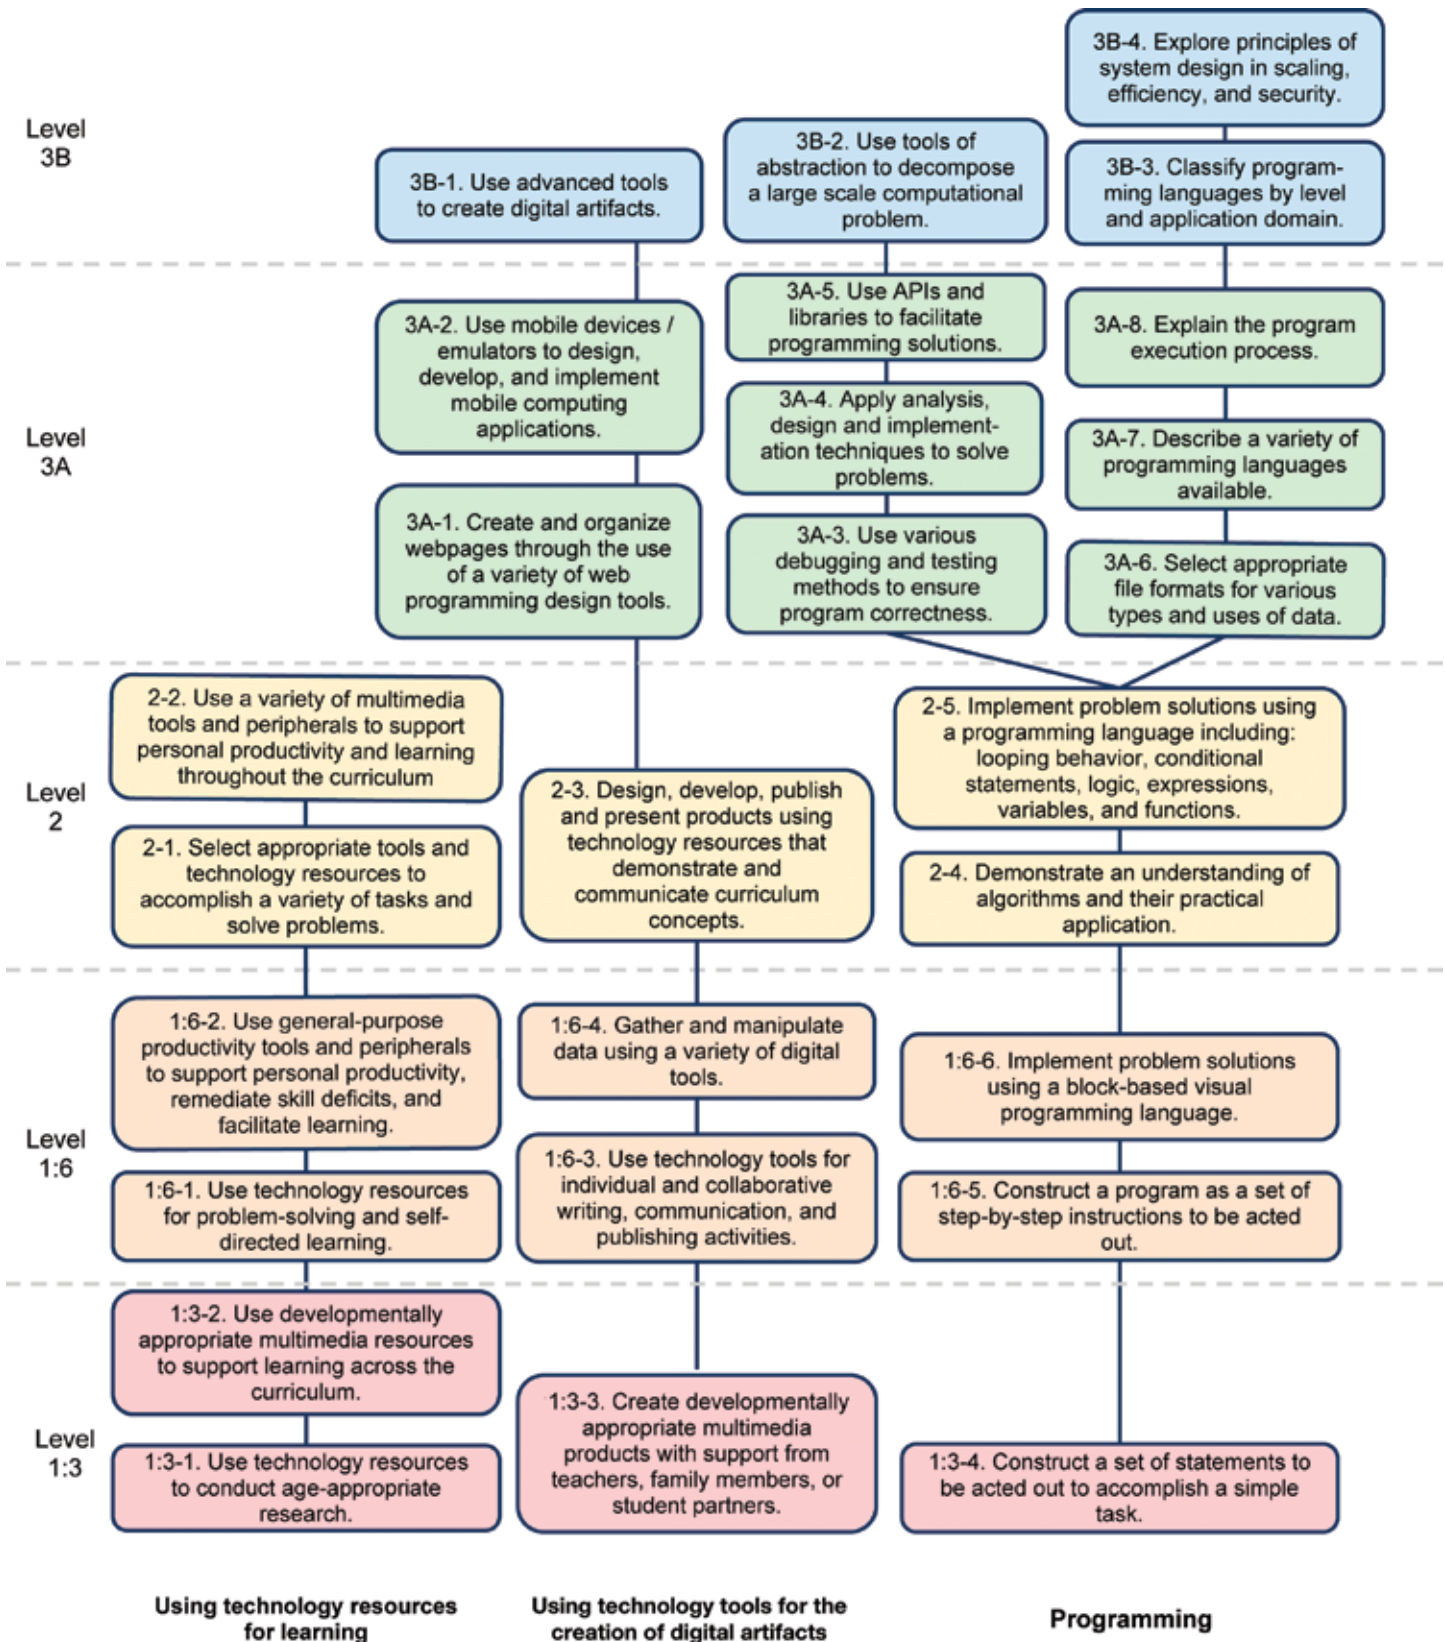 Level
3B
3B-1. Use advanced tools
to create digital artifacts.
3B-2. Use tools of
abstraction to decompose
a large scale computational
problem.
3B-4. Explore principles of
system design in scaling,
efficiency, and security.
3B-3. Classify program-
ming languages by level
and application domain.
Level
3A
3A-2. Use mobile devices /
emulators to design,
develop, and implement
mobile computing
applications.
3A-1. Create and organize
webpages through the use
of a variety of web
programming design tools.
3A-5. Use APIs and
libraries to facilitate
programming solutions.
3A-4. Apply analysis,
design and implement-
ation techniques to solve
problems.
3A-3. Use various
debugging and testing
methods to ensure
program correctness.
3A-8. Explain the program
execution process.
3A-7. Describe a variety of
programming languages
available.
3A-6. Select appropriate
file formats for various
types and uses of data.
Level
2
2-2. Use a variety of multimedia
tools and peripherals to support
personal productivity and learning
throughout the curriculum
2-1. Select appropriate tools and
technology resources to
accomplish a variety of tasks and
solve problems.
2-3. Design, develop, publish
and present products using
technology resources that
demonstrate and
communicate curriculum
concepts.
2-5. Implement problem solutions using
a programming language including:
looping behavior, conditional
statements, logic, expressions,
variables, and functions.
2-4. Demonstrate an understanding of
algorithms and their practical
application.
Level
1:6
1:6-2. Use general-purpose
productivity tools and peripherals
to support personal productivity,
remediate skill deficits, and
facilitate learning.
1:6-1. Use technology resources
for problem-solving and self-
directed learning.
1:6-4. Gather and manipulate
data using a variety of digital
tools.
1:6-3. Use technology tools for
individual and collaborative
writing, communication, and
publishing activities.
1:6-6. Implement problem solutions
using a block-based visual
programming language.
1:6-5. Construct a program as a set of
step-by-step instructions to be acted
out.
Level
1:3
1:3-2. Use developmentally
appropriate multimedia resources
to support learning across the
curriculum.
1:3-1. Use technology resources
to conduct age-appropriate
research.
1:3-3. Create developmentally
appropriate multimedia
products with support from
teachers, family members, or
student partners.
1:3-4. Construct a set of statements to
be acted out to accomplish a simple
task.
Using technology resources
for learning
Using technology tools for the
creation of digital artifacts
Programming